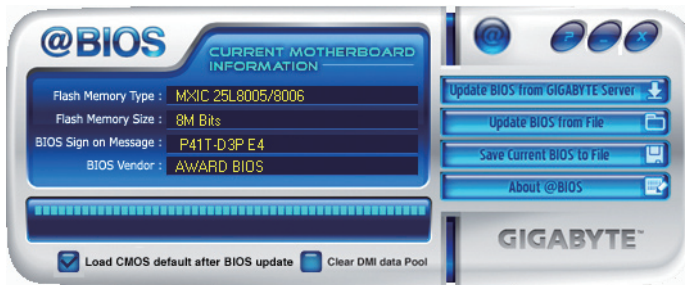 @BIOS
CURRENT MOTHERBOARD
INFORMATION
Flash Memory Type : MXIC 25L8005/8006
Flash Memory Size : 8M Bits
BIOS Sign on Message : P41T-D3P E4
BIOS Vendor : AWARD BIOS
Load CMOS default after BIOS update
Clear DMI data Pool
@ ? - X
Update BIOS from GIGABYTE Server
Update BIOS from File
Save Current BIOS to File
About @BIOS
GIGABYTE™